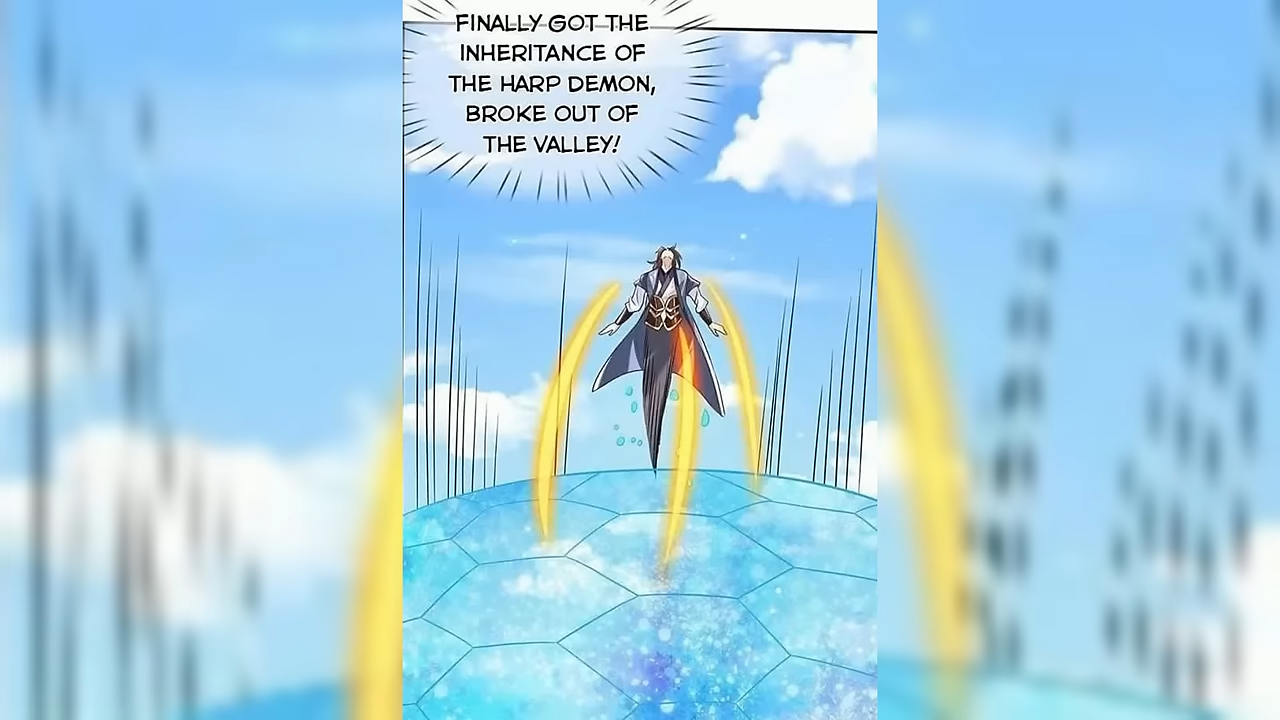 FINALLY GOT THE
INHERITANCE OF
THE HARP DEMON,
BROKE OUT OF
THE VALLEY!